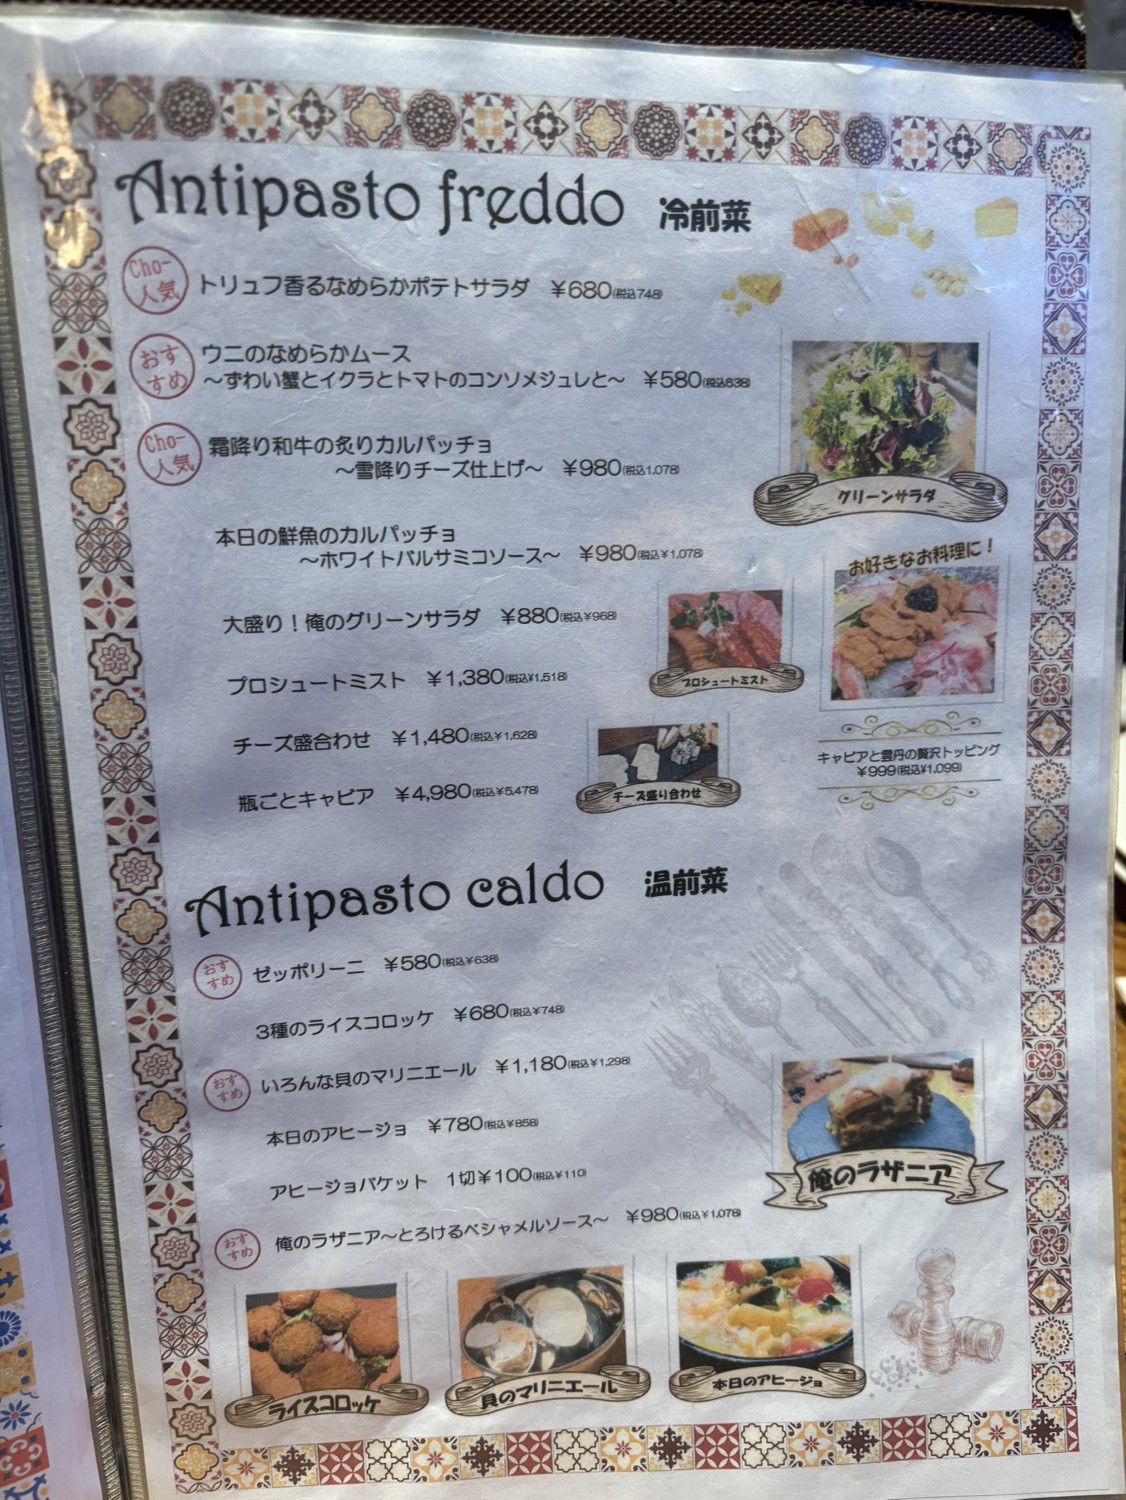 Antipasto freddo 冷前菜
Cho-
人気
トリュフ香るなめらかポテトサラダ ¥680(税込748)
おす
すめ
ウニのなめらかムース
～ずわい蟹とイクラとトマトのコンソメジュレと～ ¥580(税込638)
Cho-
人気
霜降り和牛の炙りカルパッチョ
～雪降りチーズ仕上げ～ ¥980(税込1,078)
グリーンサラダ
本日の鮮魚のカルパッチョ
～ホワイトバルサミコソース～ ¥980(税込¥1,078)
お好きなお料理に！
大盛り！俺のグリーンサラダ ¥880(税込¥968)
プロシュートミスト ¥1,380(税込¥1,518)
プロシュートミスト
チーズ盛合わせ ¥1,480(税込¥1,628)
キャビアと雲丹の贅沢トッピング
¥999(税込¥1,099)
瓶ごとキャビア ¥4,980(税込¥5,478)
チーズ盛り合わせ
Antipasto caldo 温前菜
おす
すめ
ゼッポリーニ ¥580(税込¥638)
3種のライスコロッケ ¥680(税込¥748)
おす
すめ
いろんな貝のマリニエール ¥1,180(税込¥1,298)
本日のアヒージョ ¥780(税込¥858)
アヒージョバケット 1切¥100(税込¥110)
俺のラザニア
おす
すめ
俺のラザニア～とろけるベシャメルソース～ ¥980(税込¥1,078)
ライスコロッケ
貝のマリニエール
本日のアヒージョ